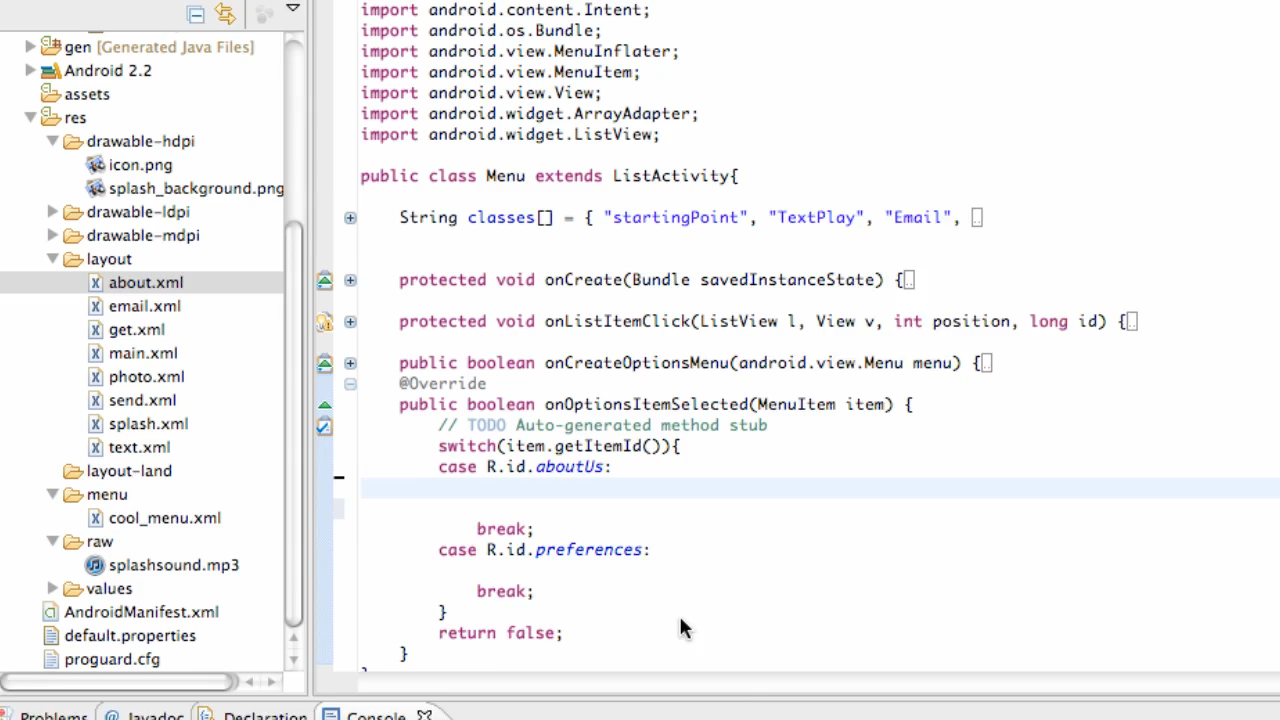 gen [Generated Java Files]
Android 2.2
assets
res
drawable-hdpi
icon.png
splash_background.png
drawable-ldpi
drawable-mdpi
layout
about.xml
email.xml
get.xml
main.xml
photo.xml
send.xml
splash.xml
text.xml
layout-land
menu
cool_menu.xml
raw
splashsound.mp3
values
AndroidManifest.xml
default.properties
proguard.cfg
import android.content.Intent;
import android.os.Bundle;
import android.view.MenuInflater;
import android.view.MenuItem;
import android.view.View;
import android.widget.ArrayAdapter;
import android.widget.ListView;
public class Menu extends ListActivity{
String classes[] = { "startingPoint", "TextPlay", "Email",
protected void onCreate(Bundle savedInstanceState) {
protected void onListItemClick(ListView l, View v, int position, long id) {
public boolean onCreateOptionsMenu(android.view.Menu menu) {
@Override
public boolean onOptionsItemSelected(MenuItem item) {
// TODO Auto-generated method stub
switch(item.getItemId()){
case R.id.aboutUs:
break;
case R.id.preferences:
break;
}
return false;
}
Problems @ Javadoc Declaration Console